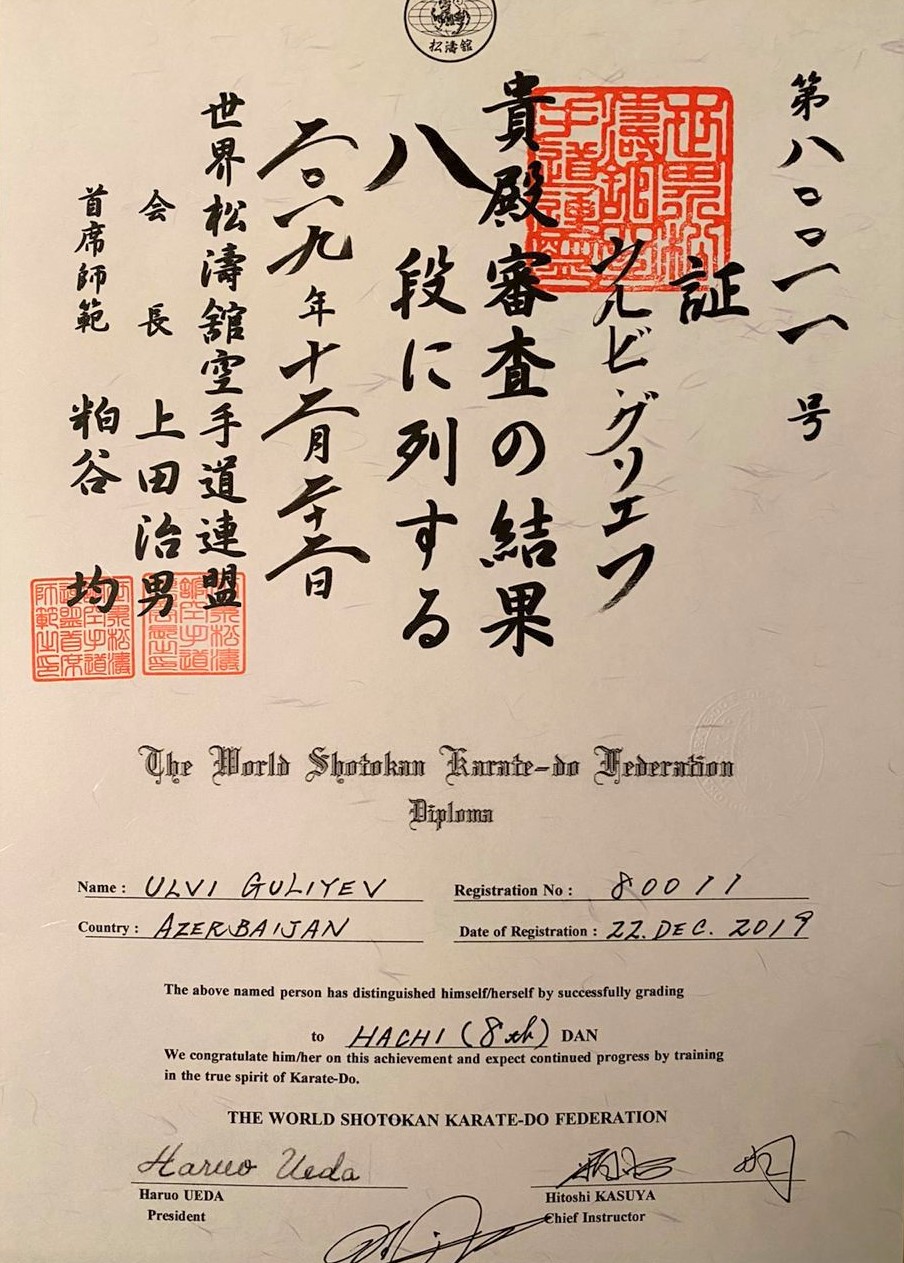 松濤舘
第八〇〇一一号
証
ウルビ・グリエフ
貴殿審査の結果
八段に列する
二〇一九年十二月二十二日
世界松濤舘空手道連盟
会長 上田治男
首席師範 粕谷 均
The World Shotokan Karate-do Federation
Diploma
Name : ULVI GULIYEV Registration No : 80011
Country : AZERBAIJAN Date of Registration : 22. DEC. 2019
The above named person has distinguished himself/herself by successfully grading
to HACHI (8th) DAN
We congratulate him/her on this achievement and expect continued progress by training
in the true spirit of Karate-Do.
THE WORLD SHOTOKAN KARATE-DO FEDERATION
Haruo Ueda
Haruo UEDA Hitoshi KASUYA
President Chief Instructor